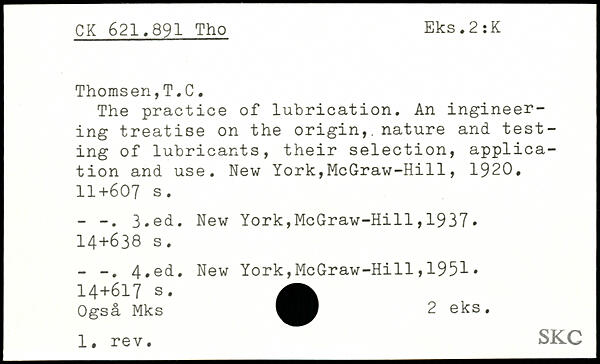 CK 621.891 Tho Eks.2:K
Thomsen,T.C.
The practice of lubrication. An ingineer-
ing treatise on the origin, nature and test-
ing of lubricants, their selection, applica-
tion and use. New York,McGraw-Hill, 1920.
11+607 s.
- -. 3.ed. New York,McGraw-Hill,1937.
14+638 s.
- -. 4.ed. New York,McGraw-Hill,1951.
14+617 s.
Også Mks 2 eks.
1. rev.
SKC